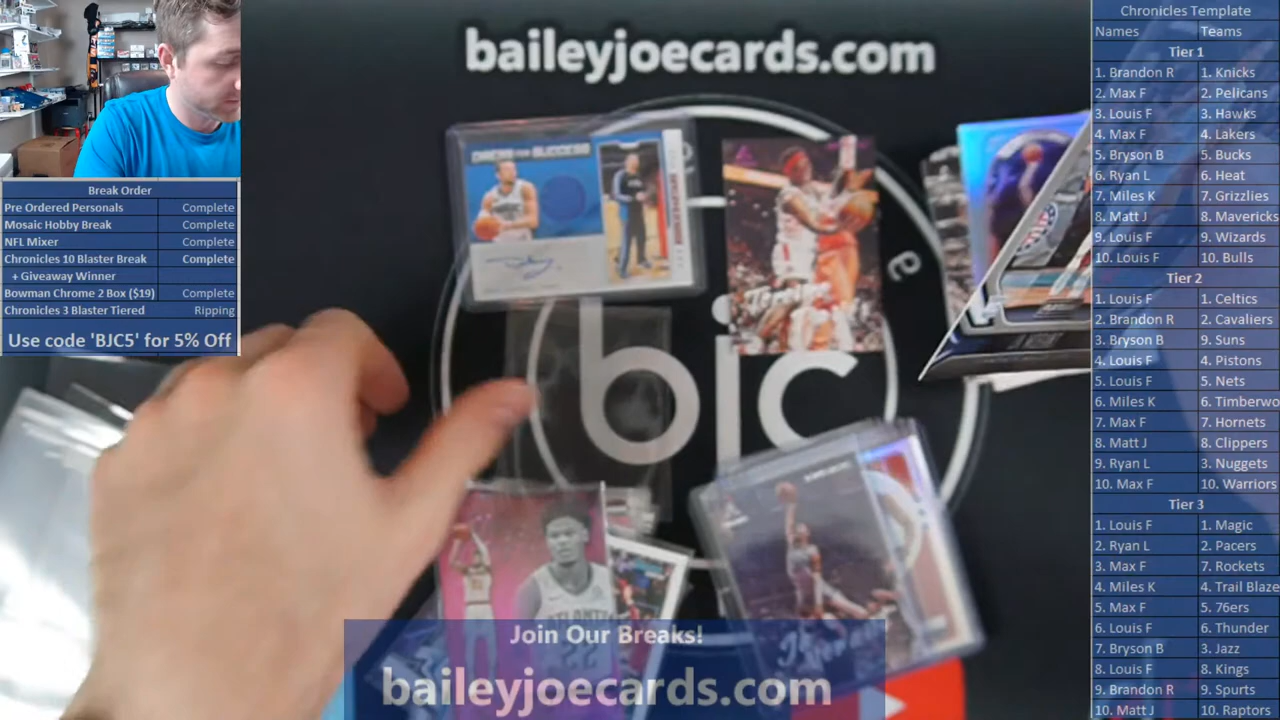 baileyjoecards.com
Break Order
Pre Ordered Personals Complete
Mosaic Hobby Break Complete
NFL Mixer Complete
Chronicles 10 Blaster Break Complete
+ Giveaway Winner
Bowman Chrome 2 Box ($19) Complete
Chronicles 3 Blaster Tiered Ripping
Use code 'BJC5' for 5% Off
DRESS FOR SUCCESS
bjc
e
ATLANTA
22
Join Our Breaks!
baileyjoecards.com
Chronicles Template
Names Teams
Tier 1
1. Brandon R 1. Knicks
2. Max F 2. Pelicans
3. Louis F 3. Hawks
4. Max F 4. Lakers
5. Bryson B 5. Bucks
6. Ryan L 6. Heat
7. Miles K 7. Grizzlies
8. Matt J 8. Mavericks
9. Louis F 9. Wizards
10. Louis F 10. Bulls
Tier 2
1. Louis F 1. Celtics
2. Brandon R 2. Cavaliers
3. Bryson B 9. Suns
4. Louis F 4. Pistons
5. Louis F 5. Nets
6. Miles K 6. Timberwo
7. Max F 7. Hornets
8. Matt J 8. Clippers
9. Ryan L 3. Nuggets
10. Max F 10. Warriors
Tier 3
1. Louis F 1. Magic
2. Ryan L 2. Pacers
3. Max F 7. Rockets
4. Miles K 4. Trail Blaze
5. Max F 5. 76ers
6. Louis F 6. Thunder
7. Bryson B 3. Jazz
8. Louis F 8. Kings
9. Brandon R 9. Spurts
10. Matt J 10. Raptors